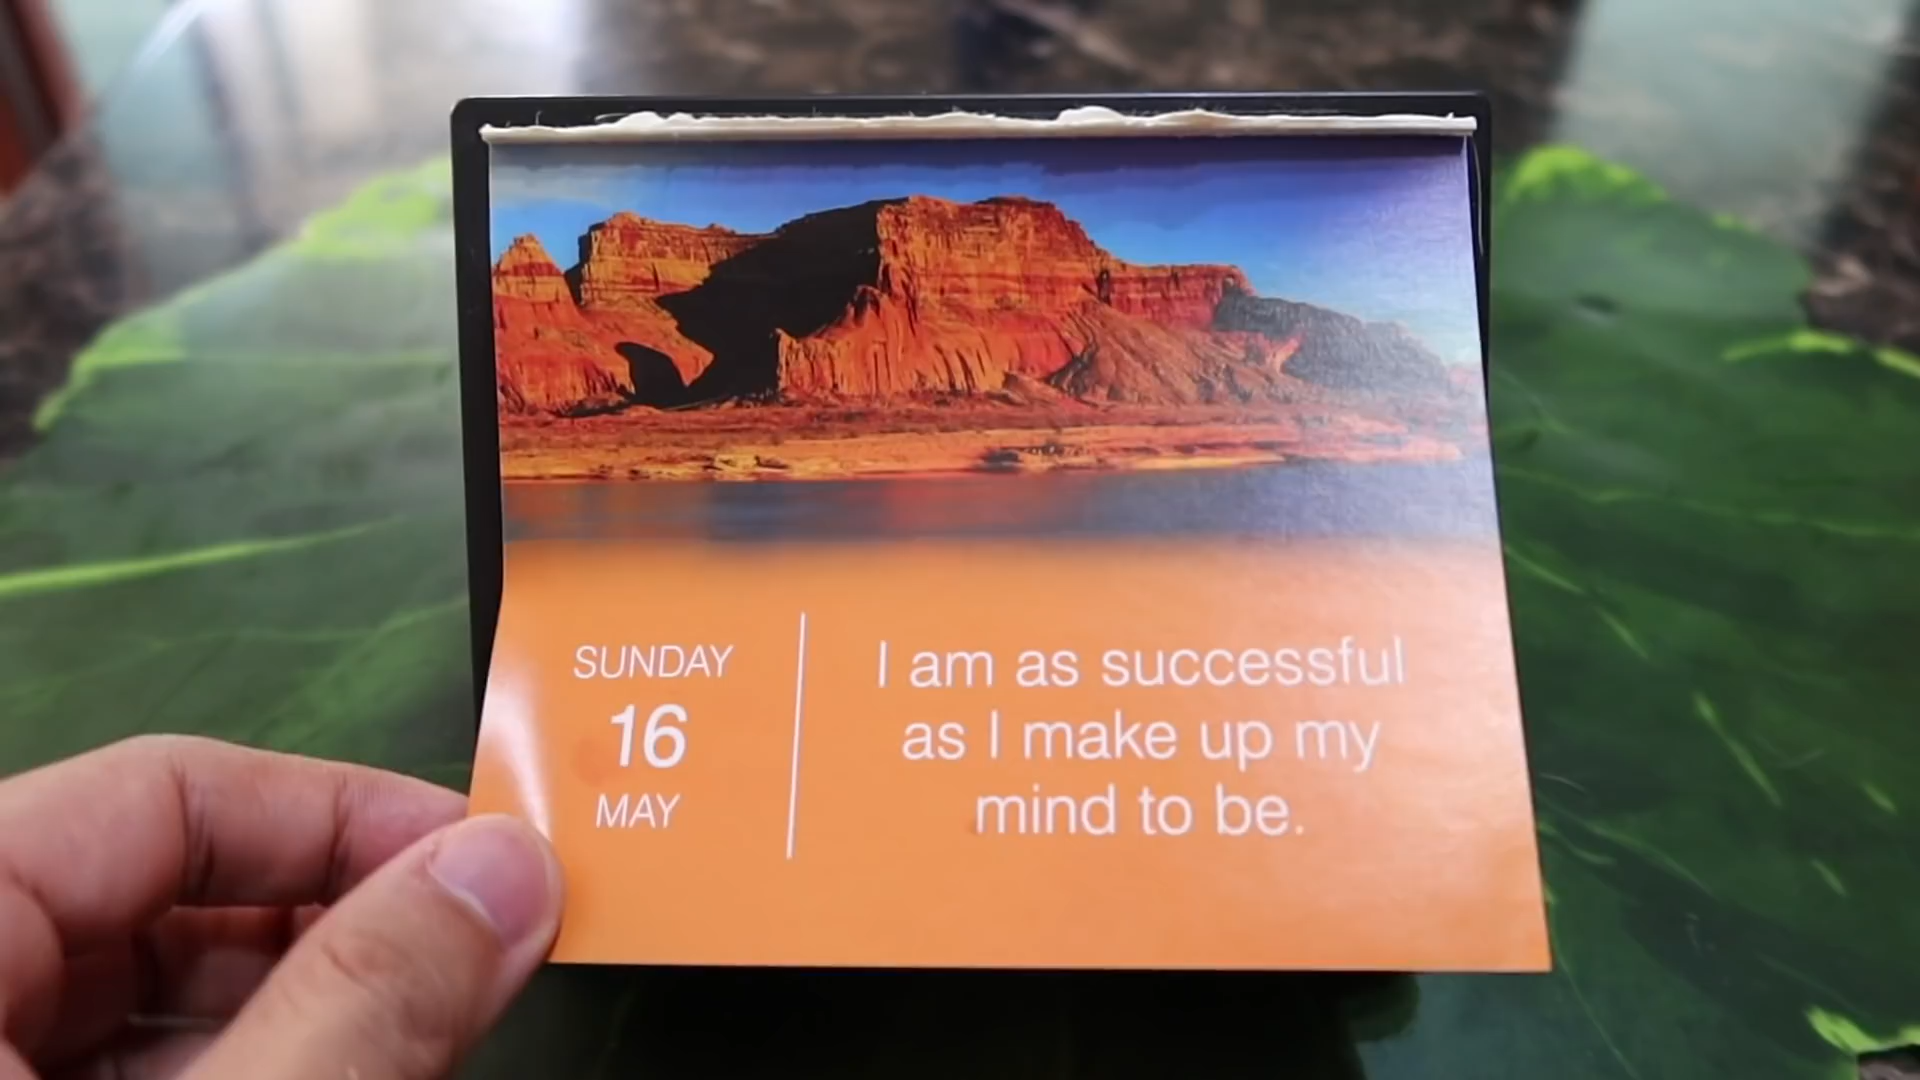 SUNDAY
16
MAY
I am as successful
as I make up my
mind to be.